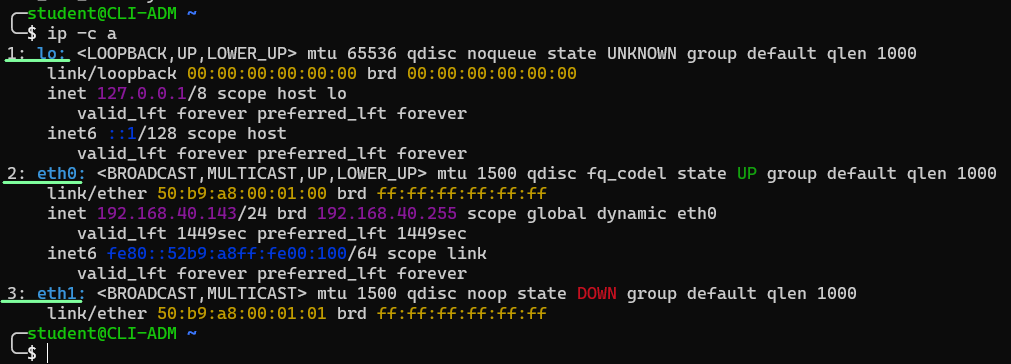 student@CLI-ADM ~
$ ip -c a
1: lo: <LOOPBACK,UP,LOWER_UP> mtu 65536 qdisc noqueue state UNKNOWN group default qlen 1000
link/loopback 00:00:00:00:00:00 brd 00:00:00:00:00:00
inet 127.0.0.1/8 scope host lo
valid_lft forever preferred_lft forever
inet6 ::1/128 scope host
valid_lft forever preferred_lft forever
2: eth0: <BROADCAST,MULTICAST,UP,LOWER_UP> mtu 1500 qdisc fq_codel state UP group default qlen 1000
link/ether 50:b9:a8:00:01:00 brd ff:ff:ff:ff:ff:ff
inet 192.168.40.143/24 brd 192.168.40.255 scope global dynamic eth0
valid_lft 1449sec preferred_lft 1449sec
inet6 fe80::52b9:a8ff:fe00:100/64 scope link
valid_lft forever preferred_lft forever
3: eth1: <BROADCAST,MULTICAST> mtu 1500 qdisc noop state DOWN group default qlen 1000
link/ether 50:b9:a8:00:01:01 brd ff:ff:ff:ff:ff:ff
student@CLI-ADM ~
$